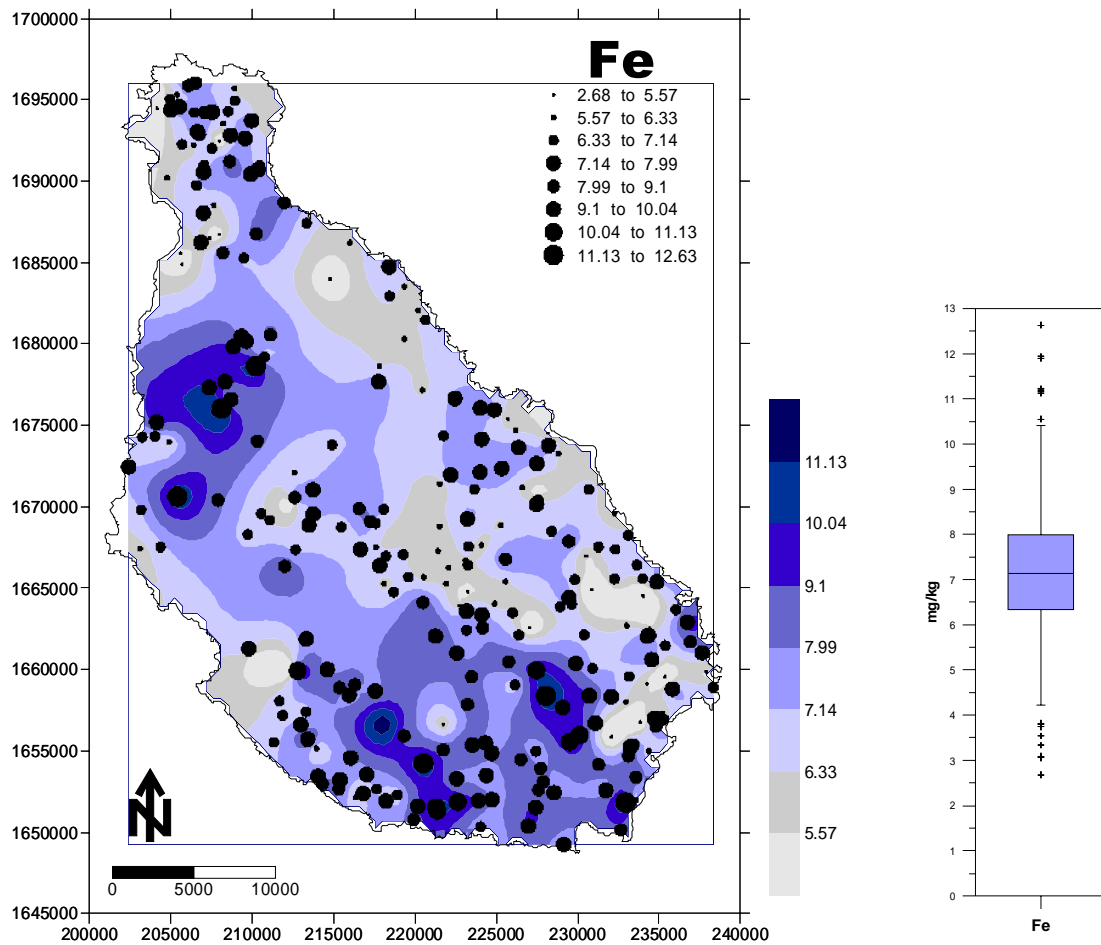 1700000
1695000
1690000
1685000
1680000
1675000
1670000
1665000
1660000
1655000
1650000
1645000
200000 205000 210000 215000 220000 225000 230000 235000 240000
Fe
2.68 to 5.57
5.57 to 6.33
6.33 to 7.14
7.14 to 7.99
7.99 to 9.1
9.1 to 10.04
10.04 to 11.13
11.13 to 12.63
N
0 5000 10000
11.13
10.04
9.1
7.99
7.14
6.33
5.57
13
12
11
10
9
8
7
6
5
4
3
2
1
0
mg/kg
Fe